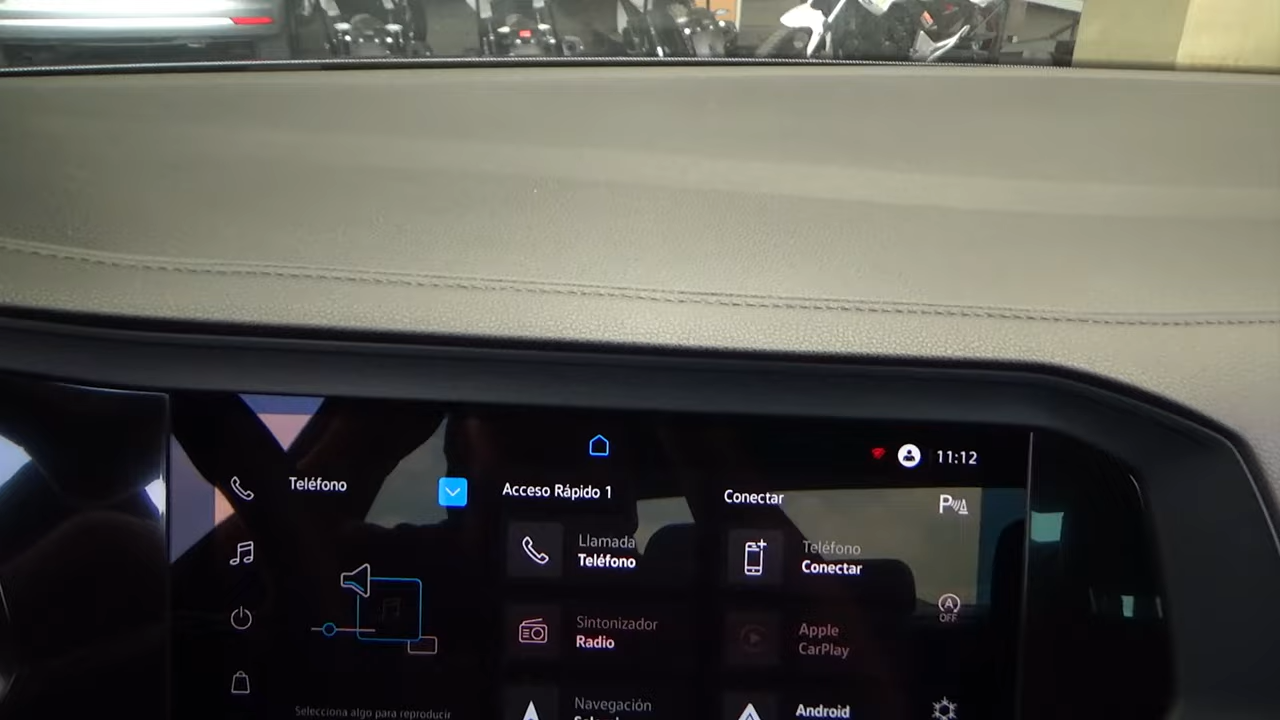 11:12
Teléfono
Acceso Rápido 1
Conectar
P
Llamada
Teléfono
Teléfono
Conectar
Sintonizador
Radio
Apple
CarPlay
A
OFF
Navegación
Android
Selecciona algo para reproducir